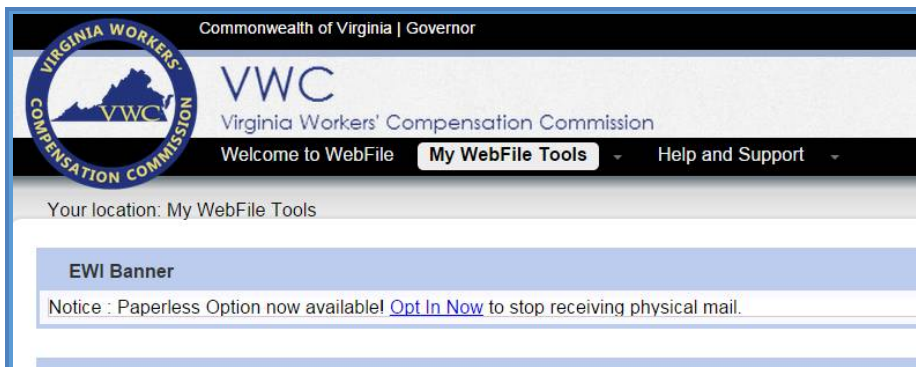 Commonwealth of Virginia | Governor
VIRGINIA WORKERS' COMPENSATION COMMISSION
VWC
VWC
Virginia Workers' Compensation Commission
Welcome to WebFile My WebFile Tools Help and Support
Your location: My WebFile Tools
EWI Banner
Notice : Paperless Option now available! Opt In Now to stop receiving physical mail.